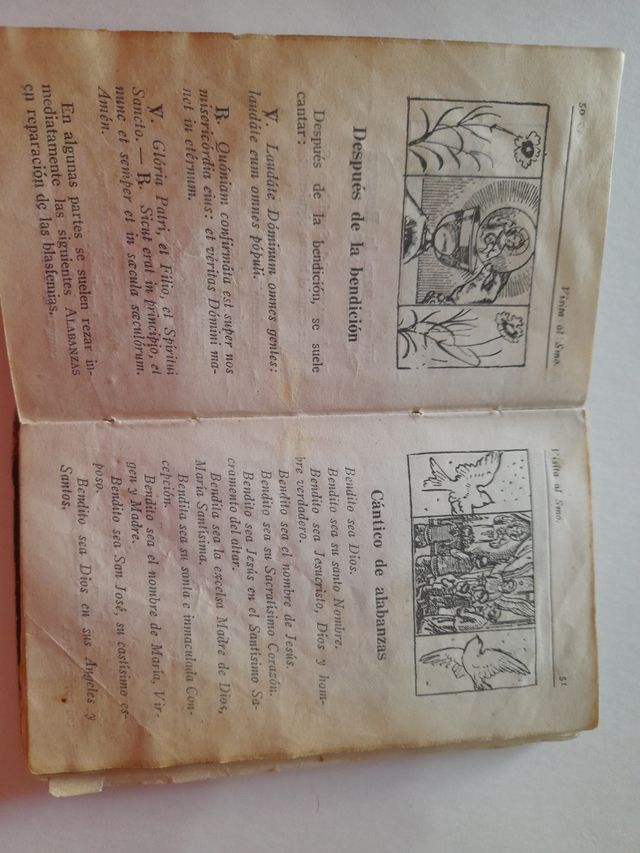 50
Visita al Smo.
Después de la bendición
Después de la bendición, se suele
cantar:
V. Laudáte Dóminum omnes gentes:
laudáte eum omnes pópuli.
R. Quóniam confirmáta est super nos
misericórdia eius: et véritas Dómini ma-
net in etérnum.
V. Glória Patri, et Filio, et Spirítui
Sancto. — R. Sicut erat in princípio, et
nunc et semper et in sæcula sæculórum.
Amén.
En algunas partes se suelen rezar in-
mediatamente las siguientes ALABANZAS
en reparación de las blasfemias.
Visita al Smo.
51
Cántico de alabanzas
Bendito sea Dios.
Bendito sea su santo Nombre.
Bendito sea Jesucristo, Dios y hom-
bre verdadero.
Bendito sea el nombre de Jesús.
Bendito sea su Sacratísimo Corazón.
Bendito sea Jesús en el Santísimo Sa-
cramento del altar.
Bendita sea la excelsa Madre de Dios,
María Santísima.
Bendita sea su santa e inmaculada Con-
cepción.
Bendito sea el nombre de María, Vir-
gen y Madre.
Bendito sea San José, su castísimo es-
poso.
Bendito sea Dios en sus Angeles y
Santos.